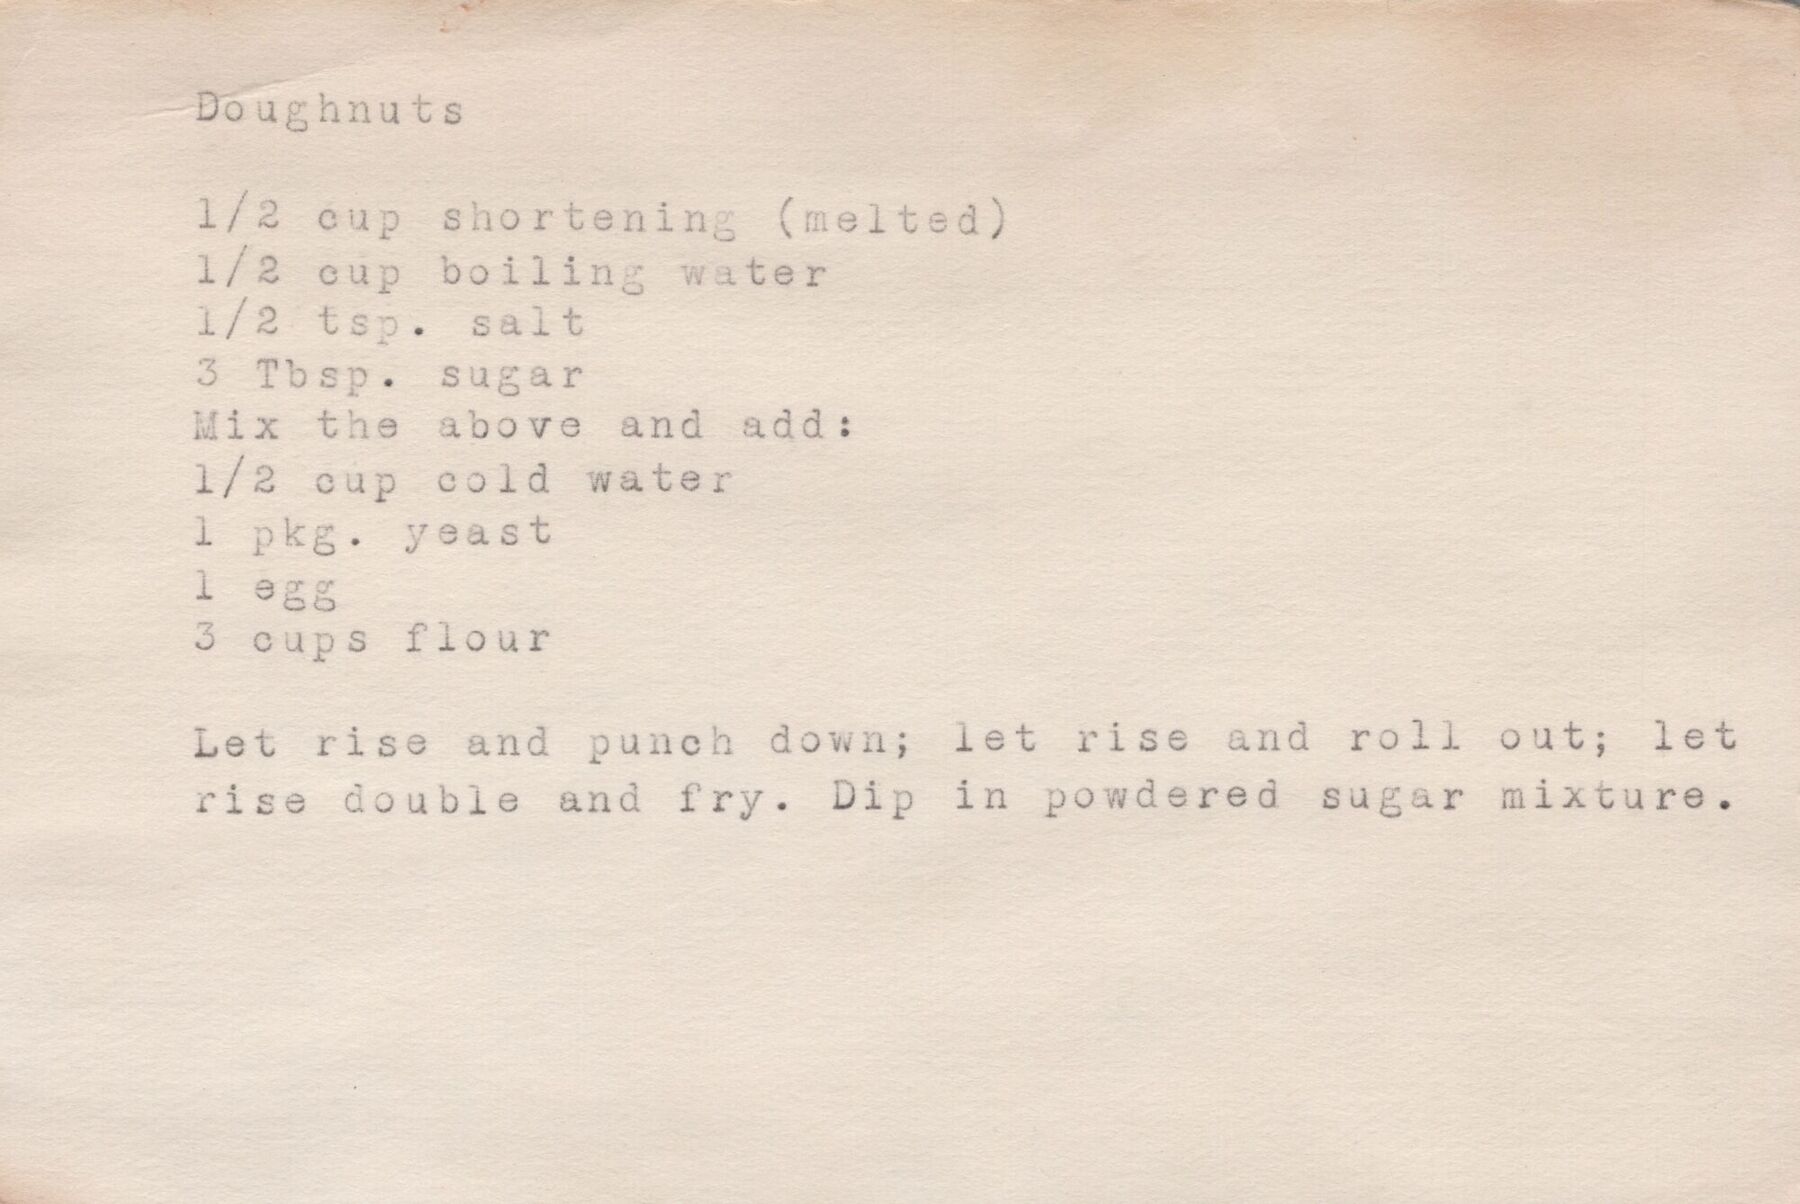 Doughnuts
1/2 cup shortening (melted)
1/2 cup boiling water
1/2 tsp. salt
3 Tbsp. sugar
Mix the above and add:
1/2 cup cold water
1 pkg. yeast
1 egg
3 cups flour
Let rise and punch down; let rise and roll out; let
rise double and fry. Dip in powdered sugar mixture.